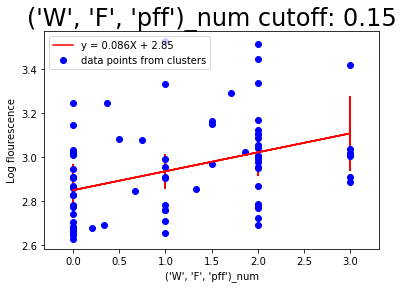 ('W', 'F', 'pff')_num cutoff: 0.15
y = 0.086X + 2.85
data points from clusters
3.4
3.2
3.0
2.8
2.6
Log flourescence
0.0 0.5 1.0 1.5 2.0 2.5 3.0
('W', 'F', 'pff')_num